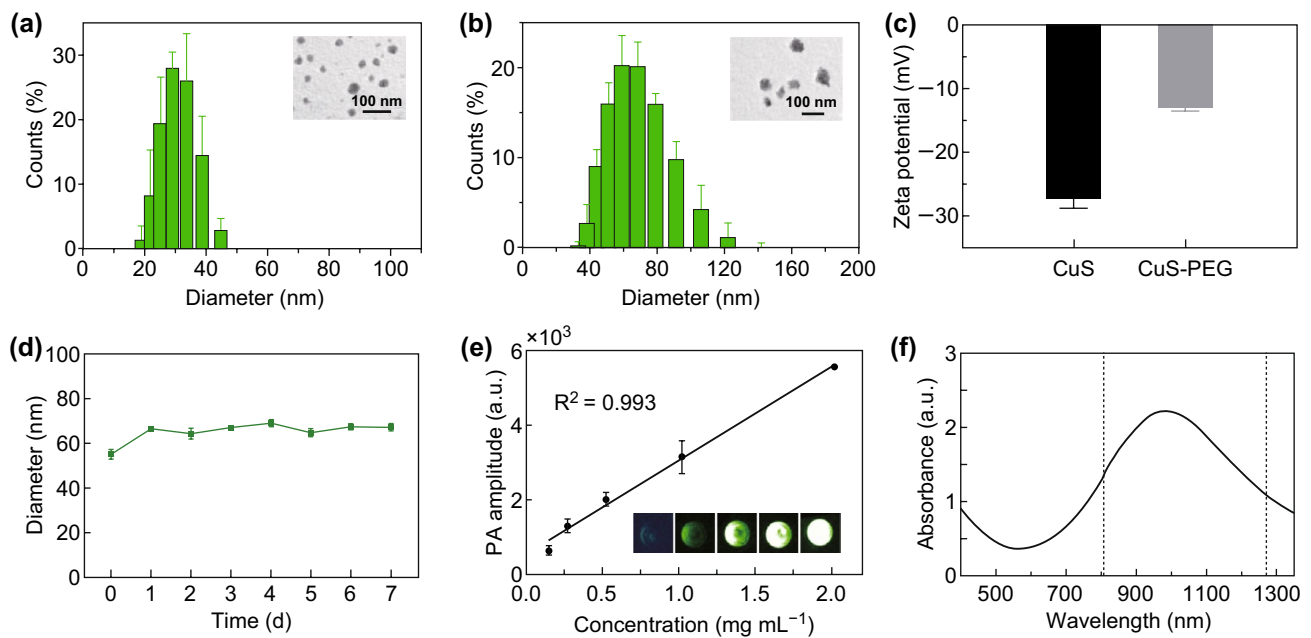 (a)
Counts (%)
30
20
10
0
100 nm
0 20 40 60 80 100
Diameter (nm)
(b)
Counts (%)
20
10
0
100 nm
0 40 80 120 160 200
Diameter (nm)
(c)
Zeta potential (mV)
0
−10
−20
−30
CuS CuS-PEG
(d)
Diameter (nm)
100
80
60
40
20
0
0 1 2 3 4 5 6 7
Time (d)
(e)
×10³
PA amplitude (a.u.)
6
4
2
0
R² = 0.993
0 0.5 1.0 1.5 2.0
Concentration (mg mL⁻¹)
(f)
Absorbance (a.u.)
3
2
1
0
500 700 900 1100 1300
Wavelength (nm)